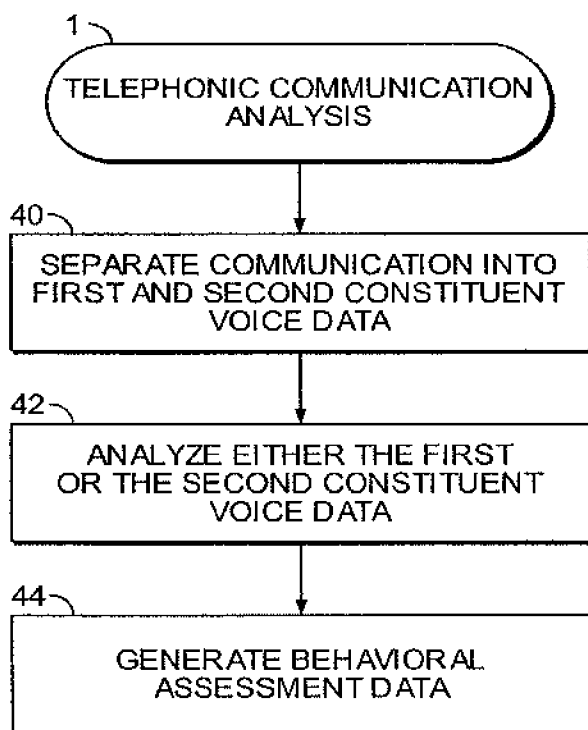 1
TELEPHONIC COMMUNICATION
ANALYSIS
40
SEPARATE COMMUNICATION INTO
FIRST AND SECOND CONSTITUENT
VOICE DATA
42
ANALYZE EITHER THE FIRST
OR THE SECOND CONSTITUENT
VOICE DATA
44
GENERATE BEHAVIORAL
ASSESSMENT DATA